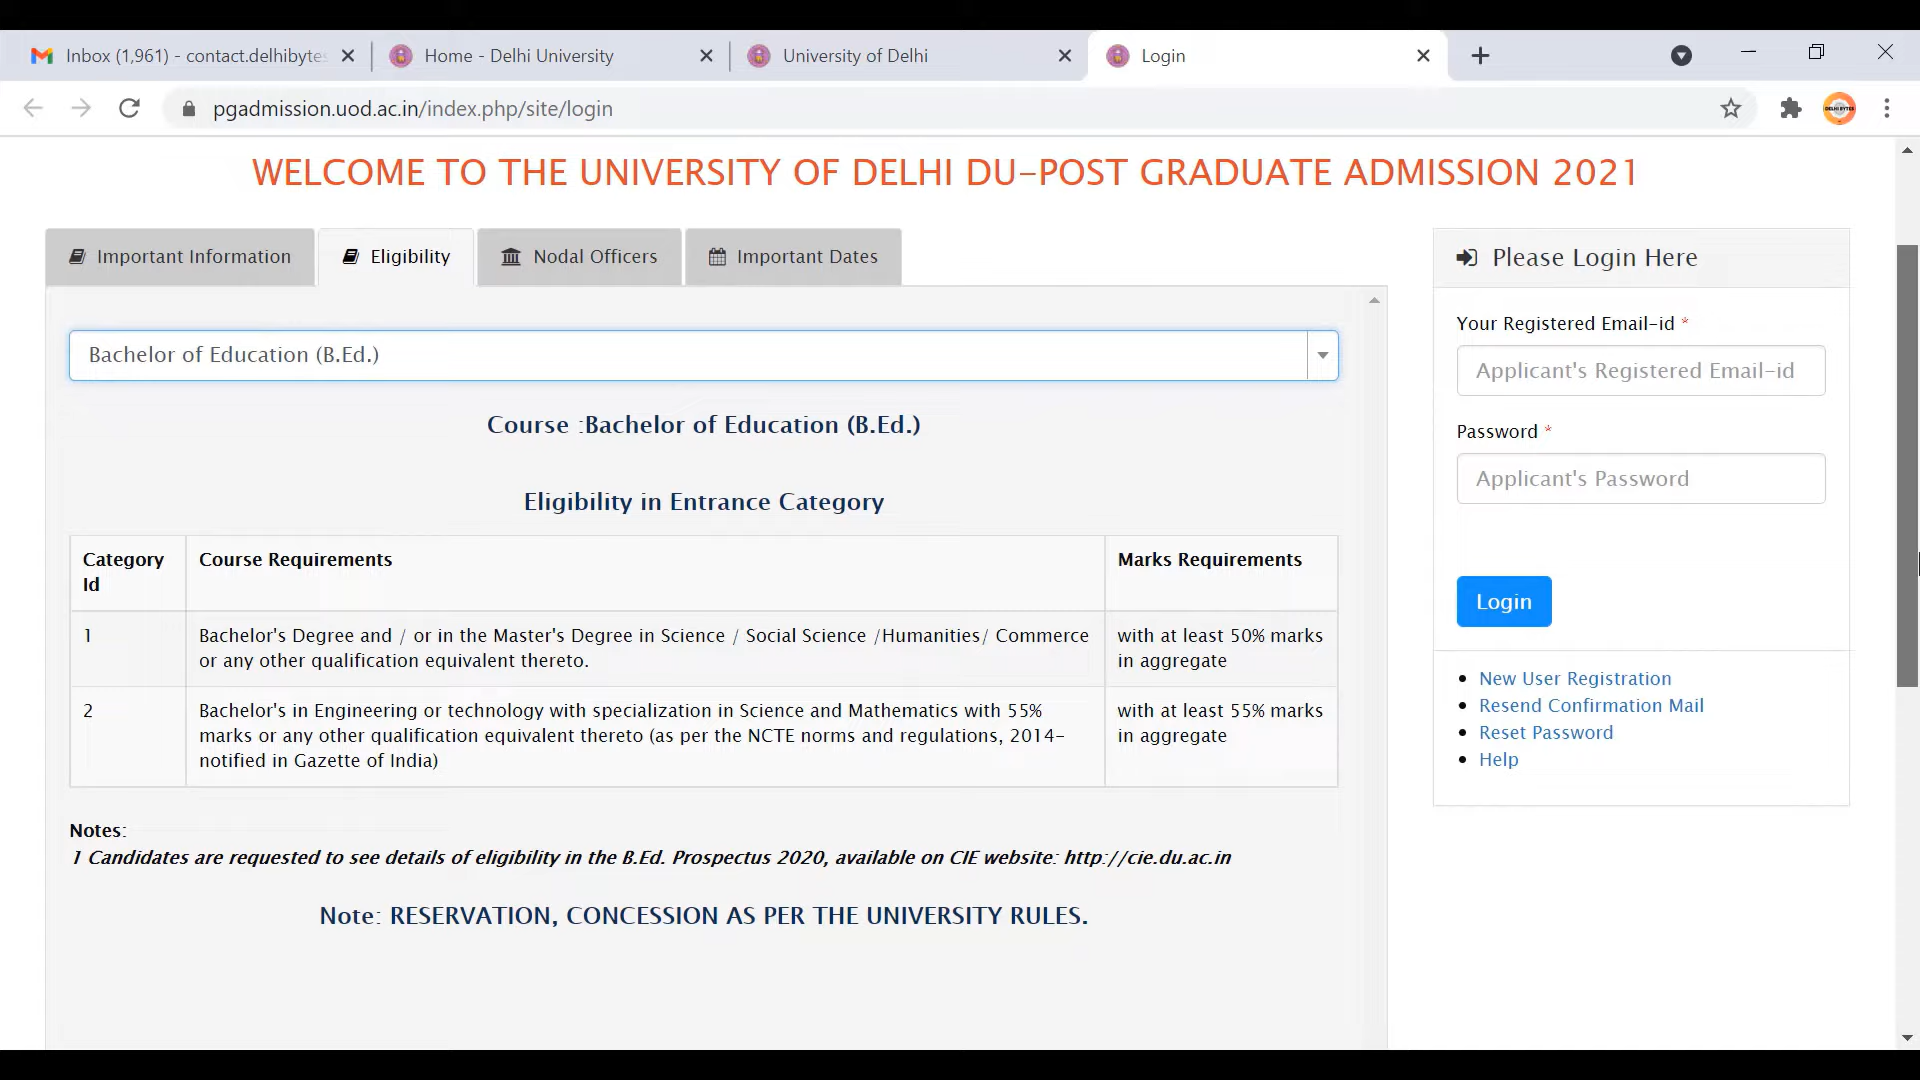 Inbox (1,961) - contact.delhibytes
Home - Delhi University
University of Delhi
Login
pgadmission.uod.ac.in/index.php/site/login
WELCOME TO THE UNIVERSITY OF DELHI DU-POST GRADUATE ADMISSION 2021
Important Information
Eligibility
Nodal Officers
Important Dates
Bachelor of Education (B.Ed.)
Course :Bachelor of Education (B.Ed.)
Eligibility in Entrance Category
Category
Id
Course Requirements
Marks Requirements
1
Bachelor's Degree and / or in the Master's Degree in Science / Social Science /Humanities/ Commerce
or any other qualification equivalent thereto.
with at least 50% marks
in aggregate
2
Bachelor's in Engineering or technology with specialization in Science and Mathematics with 55%
marks or any other qualification equivalent thereto (as per the NCTE norms and regulations, 2014-
notified in Gazette of India)
with at least 55% marks
in aggregate
Notes:
1 Candidates are requested to see details of eligibility in the B.Ed. Prospectus 2020, available on CIE website: http://cie.du.ac.in
Note: RESERVATION, CONCESSION AS PER THE UNIVERSITY RULES.
Please Login Here
Your Registered Email-id *
Applicant's Registered Email-id
Password *
Applicant's Password
Login
New User Registration
Resend Confirmation Mail
Reset Password
Help
DELHI BYTES